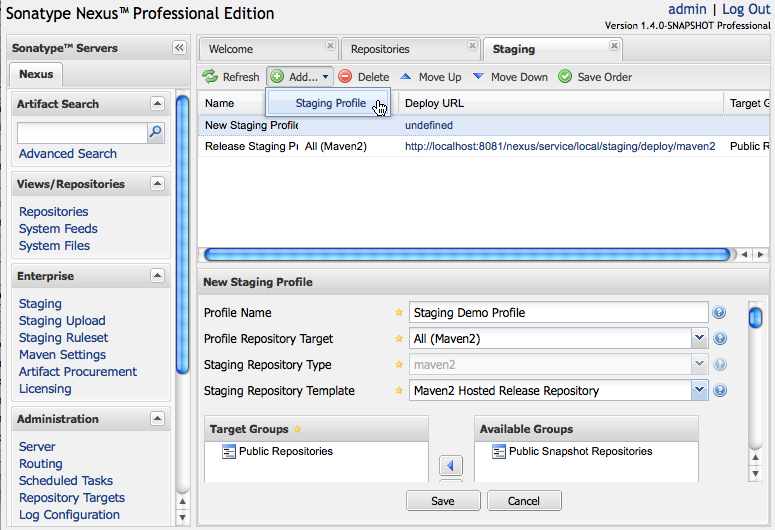 Sonatype Nexus™ Professional Edition
admin | Log Out
Version 1.4.0-SNAPSHOT Professional
Sonatype™ Servers
Nexus
Artifact Search
Advanced Search
Views/Repositories
Repositories
System Feeds
System Files
Enterprise
Staging
Staging Upload
Staging Ruleset
Maven Settings
Artifact Procurement
Licensing
Administration
Server
Routing
Scheduled Tasks
Repository Targets
Log Configuration
Welcome
Repositories
Staging
Refresh
Add...
Delete
Move Up
Move Down
Save Order
Staging Profile
Name
Deploy URL
Target G
New Staging Profile
undefined
Release Staging Pr
All (Maven2)
http://localhost:8081/nexus/service/local/staging/deploy/maven2
Public R
New Staging Profile
Profile Name
Staging Demo Profile
Profile Repository Target
All (Maven2)
Staging Repository Type
maven2
Staging Repository Template
Maven2 Hosted Release Repository
Target Groups
Public Repositories
Available Groups
Public Snapshot Repositories
Save
Cancel